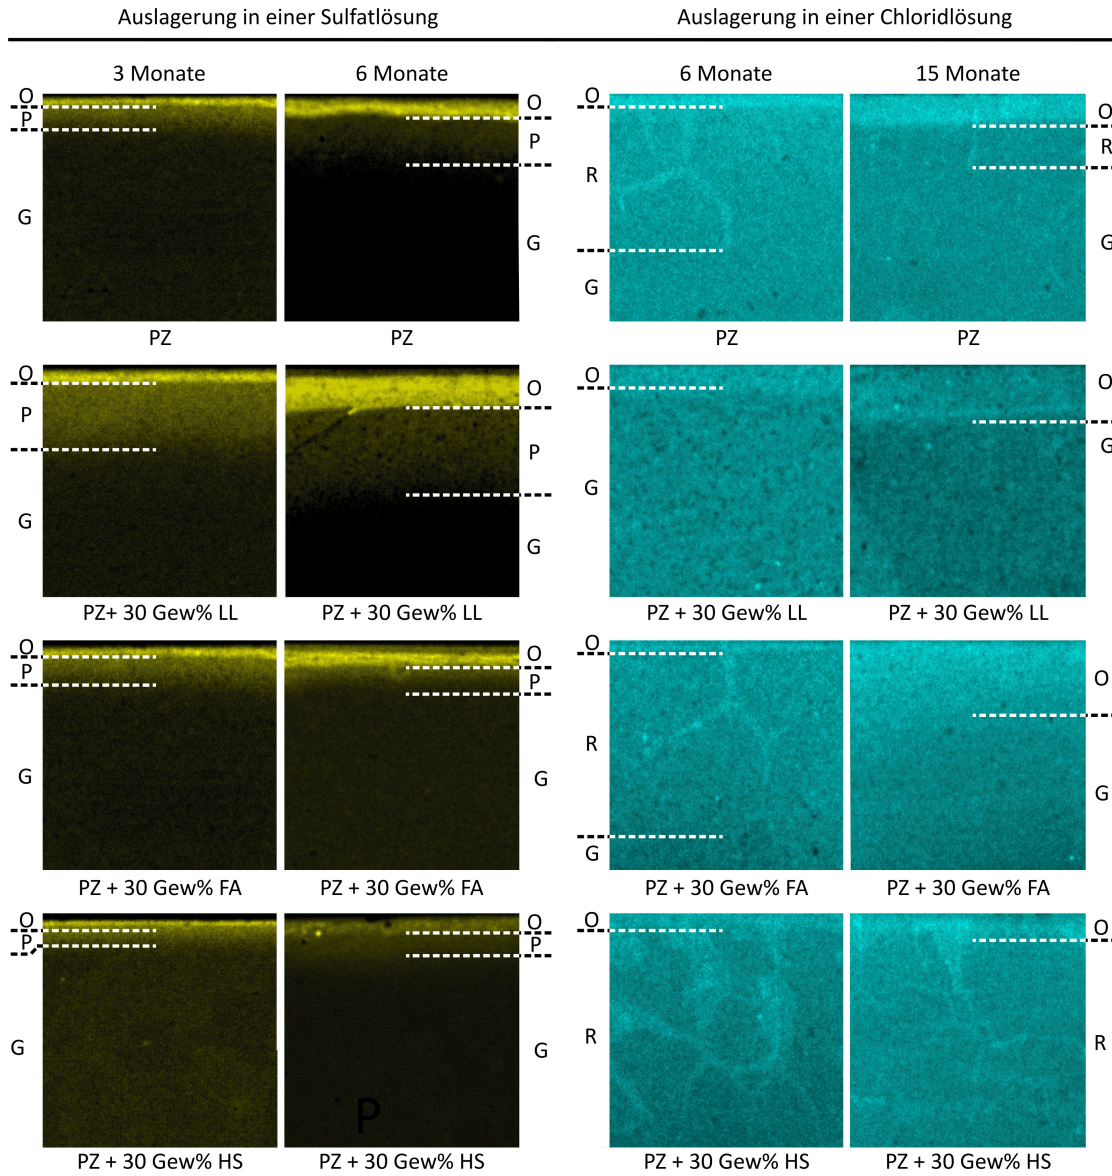 Auslagerung in einer Sulfatlösung Auslagerung in einer Chloridlösung
3 Monate 6 Monate 6 Monate 15 Monate
O
P
G
O
P
G
O
R
G
O
R
G
PZ PZ PZ PZ
O
P
G
O
P
G
O
G
O
G
PZ+ 30 Gew% LL PZ + 30 Gew% LL PZ + 30 Gew% LL PZ + 30 Gew% LL
O
P
G
O
P
G
O
R
G
O
G
PZ + 30 Gew% FA PZ + 30 Gew% FA PZ + 30 Gew% FA PZ + 30 Gew% FA
O
P
G
O
P
G
P
O
R
O
R
PZ + 30 Gew% HS PZ + 30 Gew% HS PZ + 30 Gew% HS PZ + 30 Gew% HS